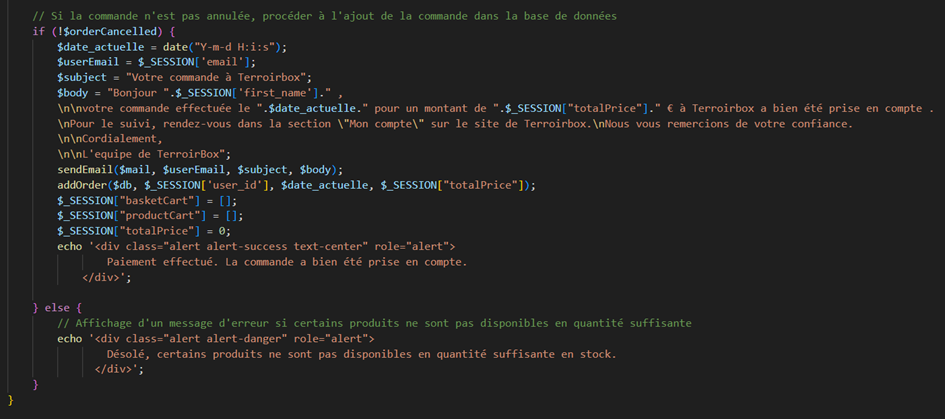 // Si la commande n'est pas annulée, procéder à l'ajout de la commande dans la base de données
if (!$orderCancelled) {
$date_actuelle = date("Y-m-d H:i:s");
$userEmail = $_SESSION['email'];
$subject = "Votre commande à Terroirbox";
$body = "Bonjour ".$_SESSION['first_name']." ,
\n\nvotre commande effectuée le ".$date_actuelle." pour un montant de ".$_SESSION["totalPrice"]." € à Terroirbox a bien été prise en compte .
\nPour le suivi, rendez-vous dans la section \"Mon compte\" sur le site de Terroirbox.\nNous vous remercions de votre confiance.
\n\nCordialement,
\n\nL'equipe de TerroirBox";
sendEmail($mail, $userEmail, $subject, $body);
addOrder($db, $_SESSION['user_id'], $date_actuelle, $_SESSION["totalPrice"]);
$_SESSION["basketCart"] = [];
$_SESSION["productCart"] = [];
$_SESSION["totalPrice"] = 0;
echo '<div class="alert alert-success text-center" role="alert">
Paiement effectué. La commande a bien été prise en compte.
</div>';
} else {
// Affichage d'un message d'erreur si certains produits ne sont pas disponibles en quantité suffisante
echo '<div class="alert alert-danger" role="alert">
Désolé, certains produits ne sont pas disponibles en quantité suffisante en stock.
</div>';
}
}